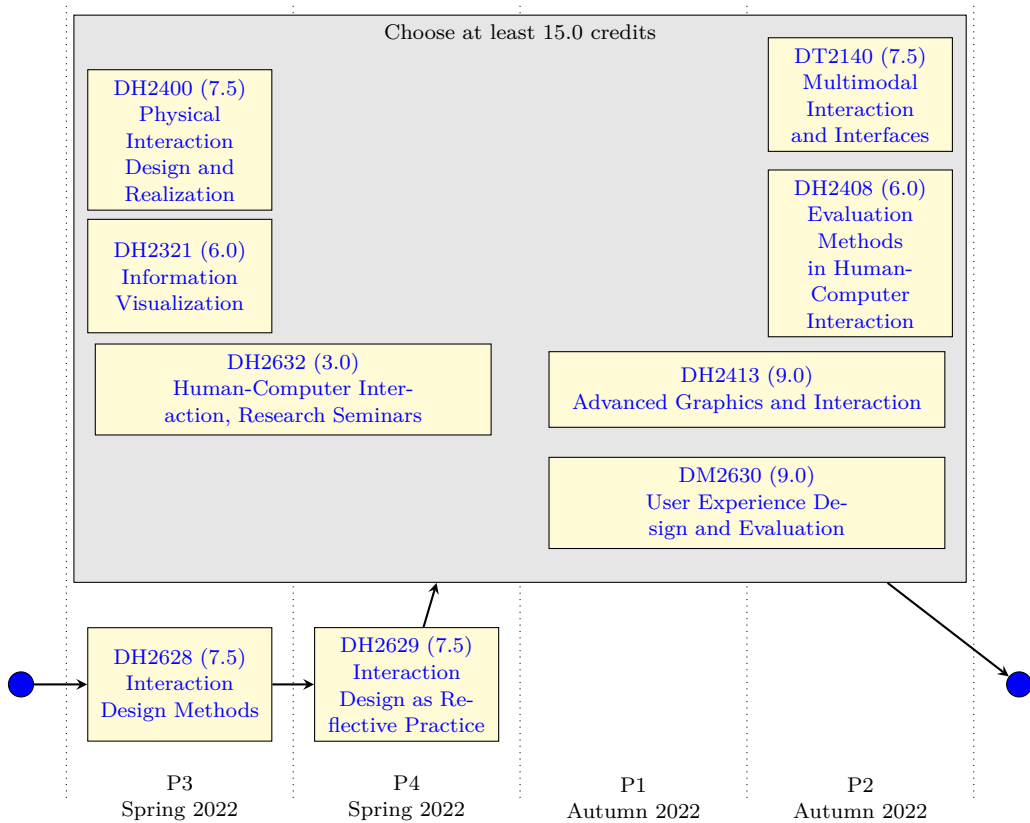 Choose at least 15.0 credits
DH2400 (7.5)
Physical
Interaction
Design and
Realization
DT2140 (7.5)
Multimodal
Interaction
and Interfaces
DH2321 (6.0)
Information
Visualization
DH2408 (6.0)
Evaluation
Methods
in Human-
Computer
Interaction
DH2632 (3.0)
Human-Computer Inter-
action, Research Seminars
DH2413 (9.0)
Advanced Graphics and Interaction
DM2630 (9.0)
User Experience De-
sign and Evaluation
DH2628 (7.5)
Interaction
Design Methods
DH2629 (7.5)
Interaction
Design as Re-
flective Practice
P3
Spring 2022
P4
Spring 2022
P1
Autumn 2022
P2
Autumn 2022